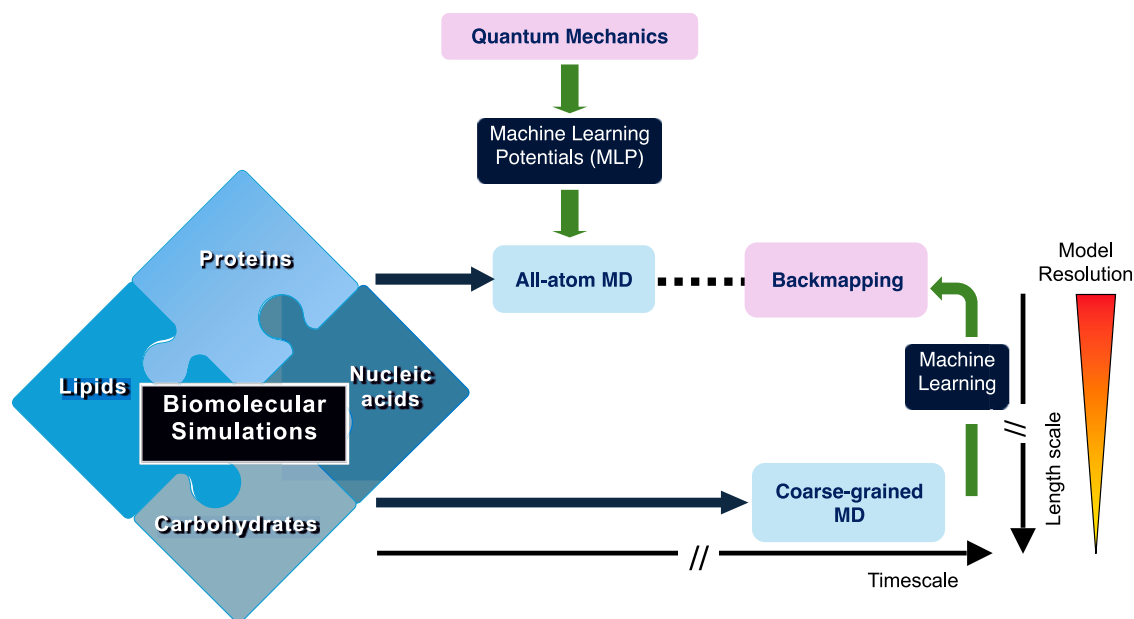 Quantum Mechanics
Machine Learning
Potentials (MLP)
Proteins
All-atom MD
Backmapping
Model
Resolution
Lipids
Nucleic
acids
Biomolecular
Simulations
Machine
Learning
//
Length scale
Carbohydrates
Coarse-grained
MD
//
Timescale